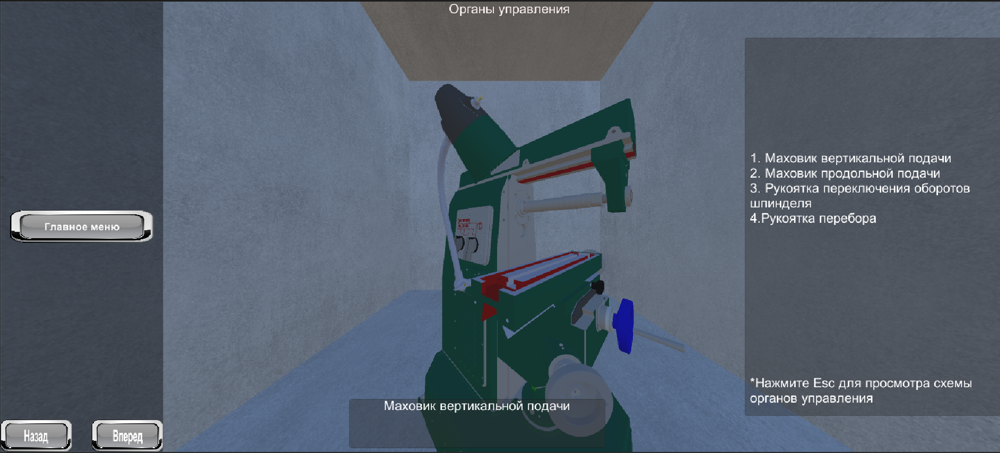 Органы управления
Главное меню
1. Маховик вертикальной подачи
2. Маховик продольной подачи
3. Рукоятка переключения оборотов
шпинделя
4.Рукоятка перебора
*Нажмите Esc для просмотра схемы
органов управления
Маховик вертикальной подачи
Назад
Вперед